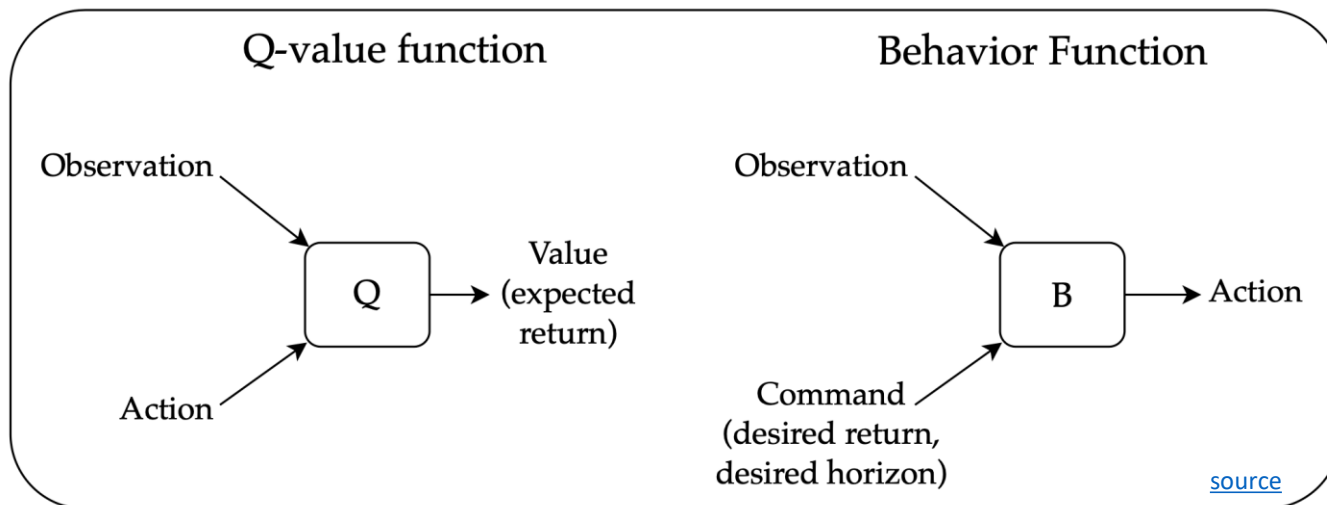 Q-value function
Observation
Q
Value
(expected
return)
Action
Behavior Function
Observation
B
Action
Command
(desired return,
desired horizon)
source